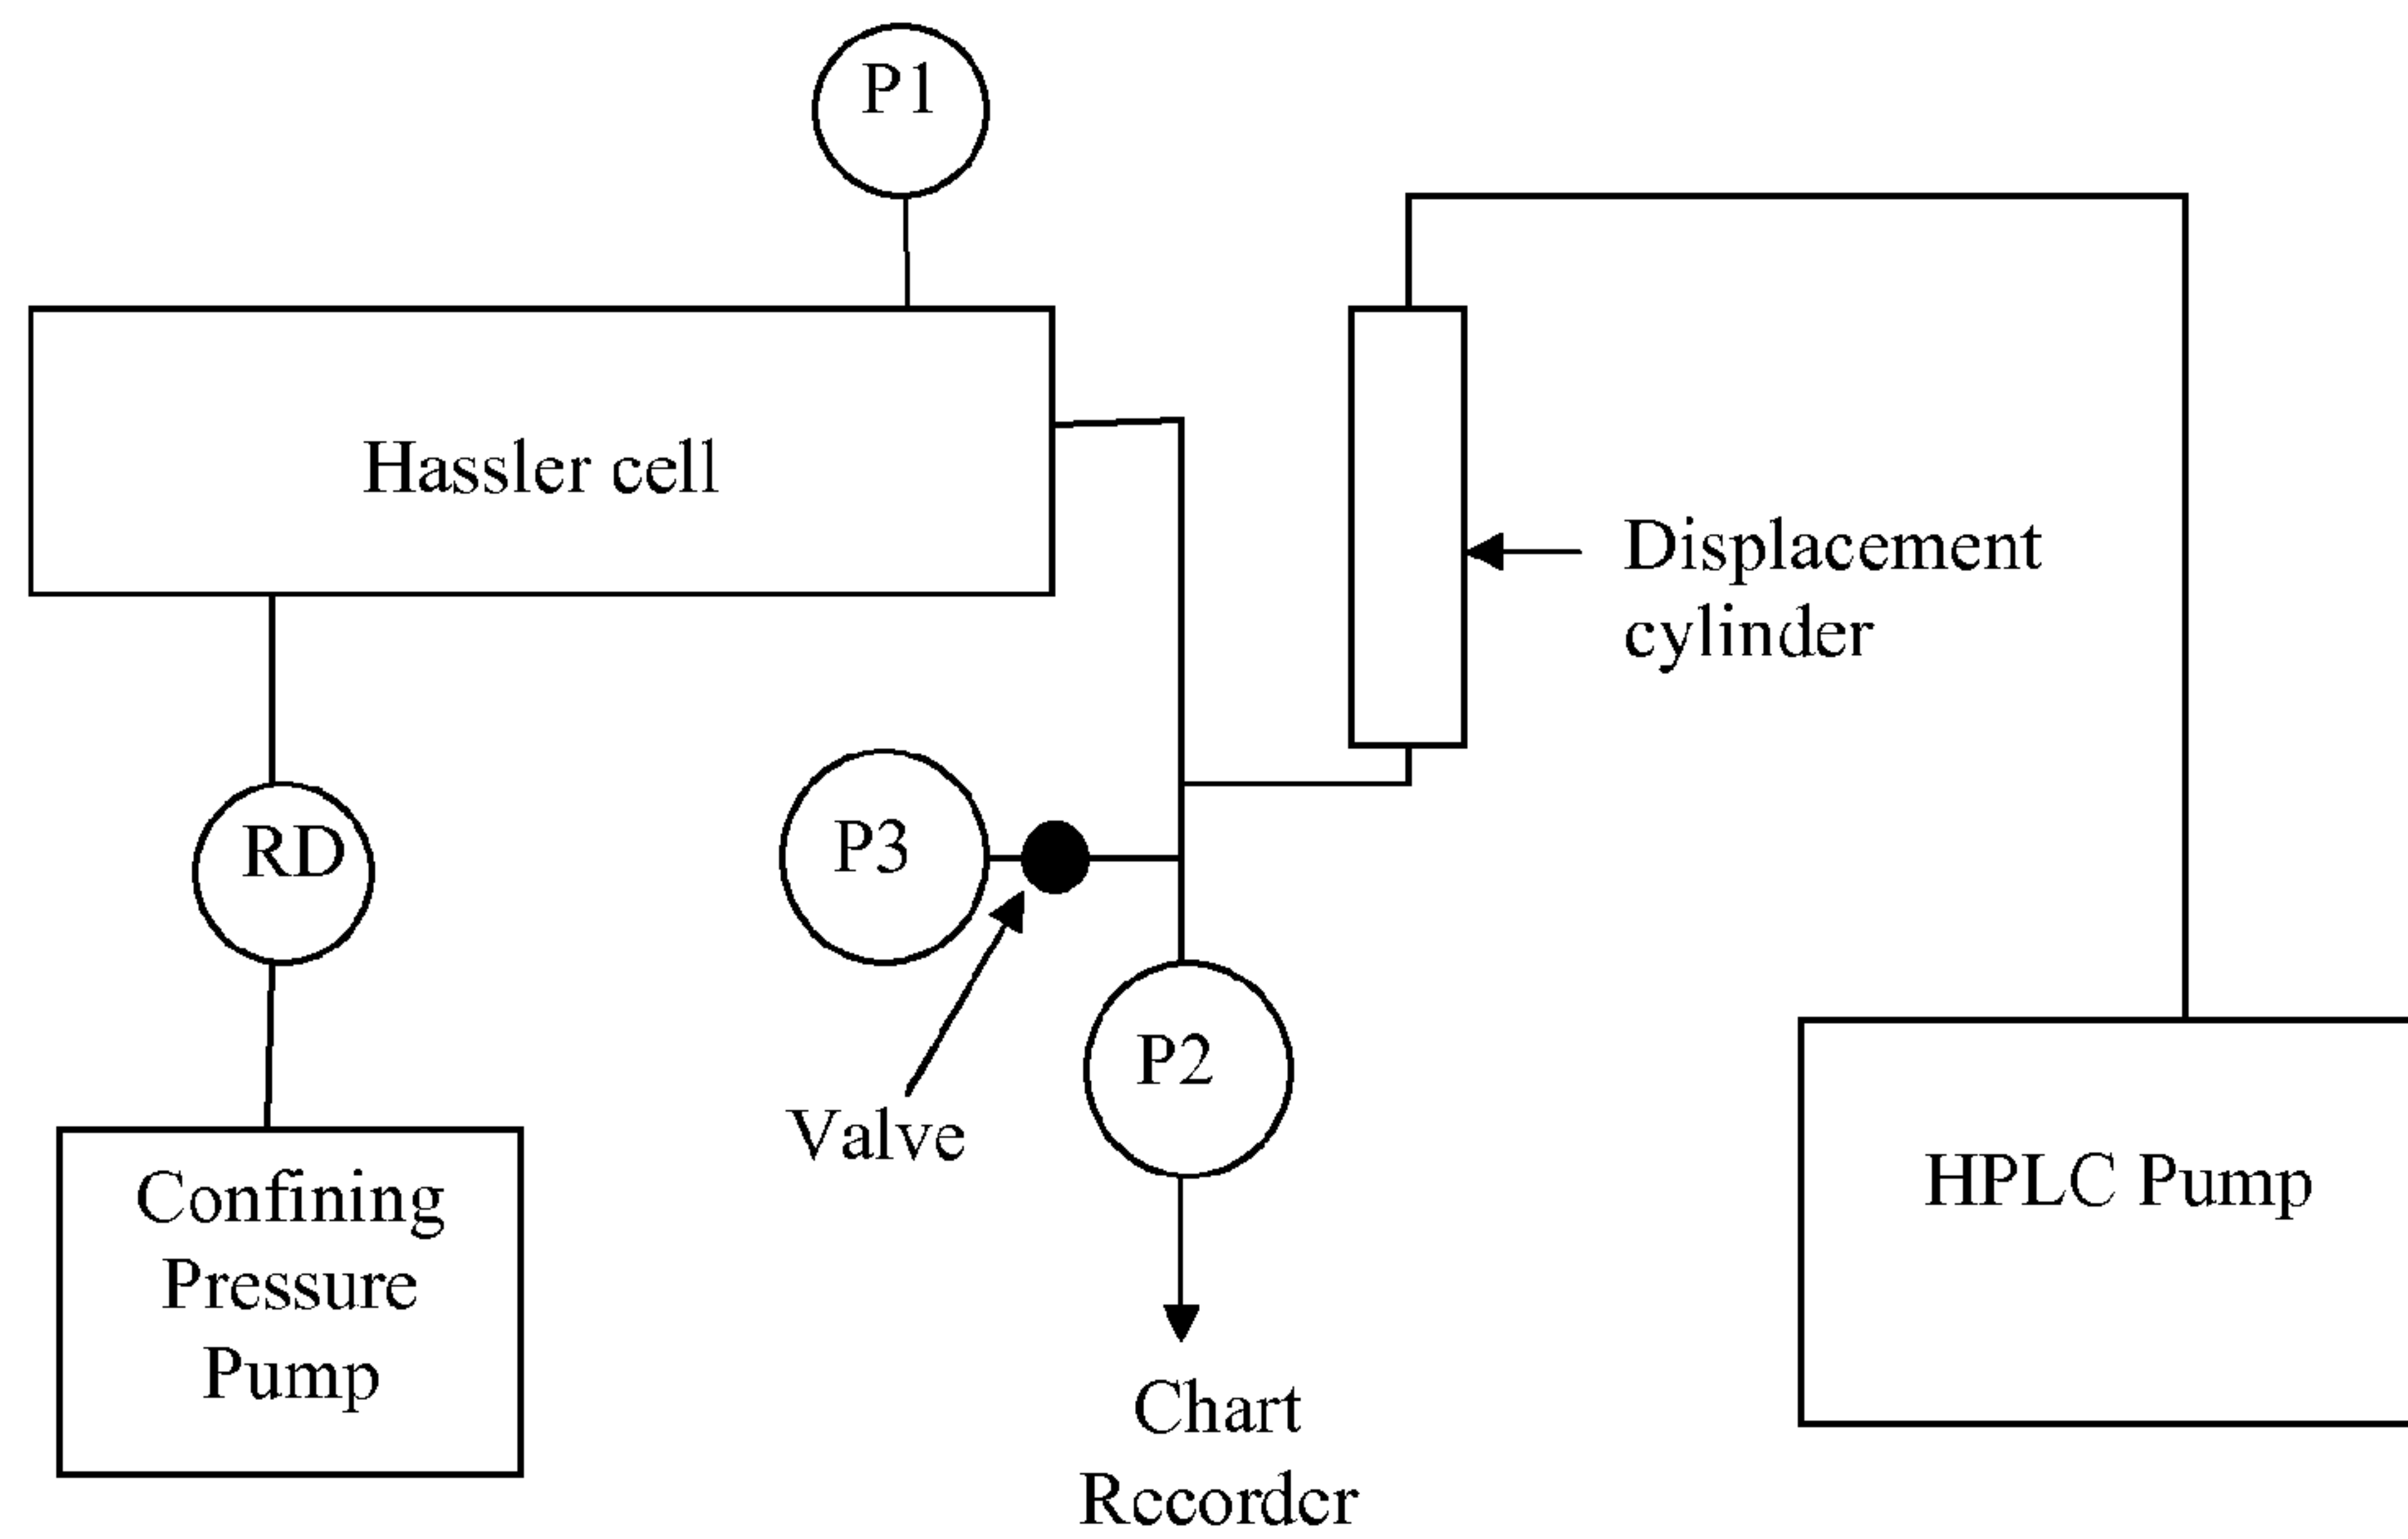 P1
Hassler cell
Displacement
cylinder
P3
RD
P2
Valve
Confining
Pressure
Pump
HPLC Pump
Chart
Recorder